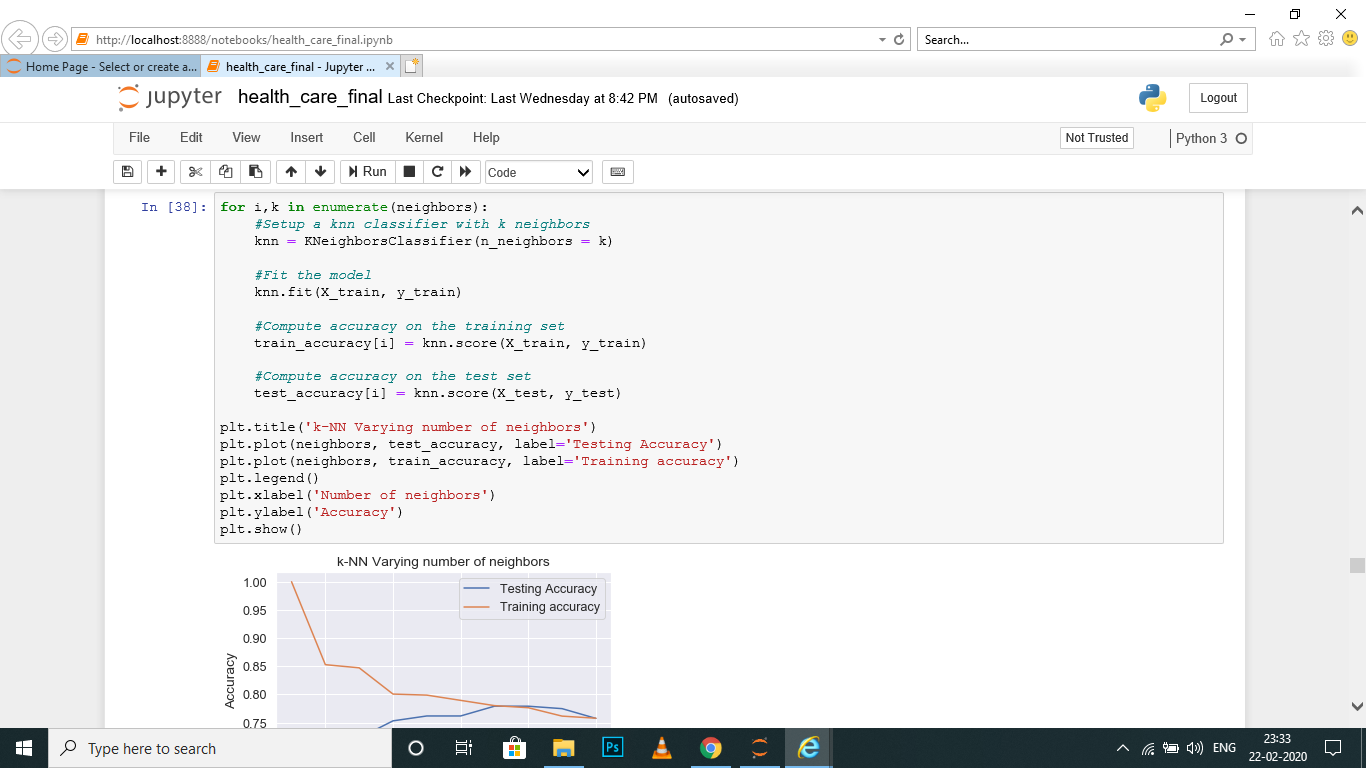 http://localhost:8888/notebooks/health_care_final.ipynb
Search...
Home Page - Select or create a...
health_care_final - Jupyter ...
jupyter health_care_final Last Checkpoint: Last Wednesday at 8:42 PM (autosaved)
Logout
File Edit View Insert Cell Kernel Help
Not Trusted
Python 3
Run
Code
In [38]:
for i,k in enumerate(neighbors):
    #Setup a knn classifier with k neighbors
    knn = KNeighborsClassifier(n_neighbors = k)
    #Fit the model
    knn.fit(X_train, y_train)
    #Compute accuracy on the training set
    train_accuracy[i] = knn.score(X_train, y_train)
    #Compute accuracy on the test set
    test_accuracy[i] = knn.score(X_test, y_test)
plt.title('k-NN Varying number of neighbors')
plt.plot(neighbors, test_accuracy, label='Testing Accuracy')
plt.plot(neighbors, train_accuracy, label='Training accuracy')
plt.legend()
plt.xlabel('Number of neighbors')
plt.ylabel('Accuracy')
plt.show()
k-NN Varying number of neighbors
Testing Accuracy
Training accuracy
1.00
0.95
0.90
0.85
0.80
0.75
Accuracy
Type here to search
Ps
ENG
23:33
22-02-2020